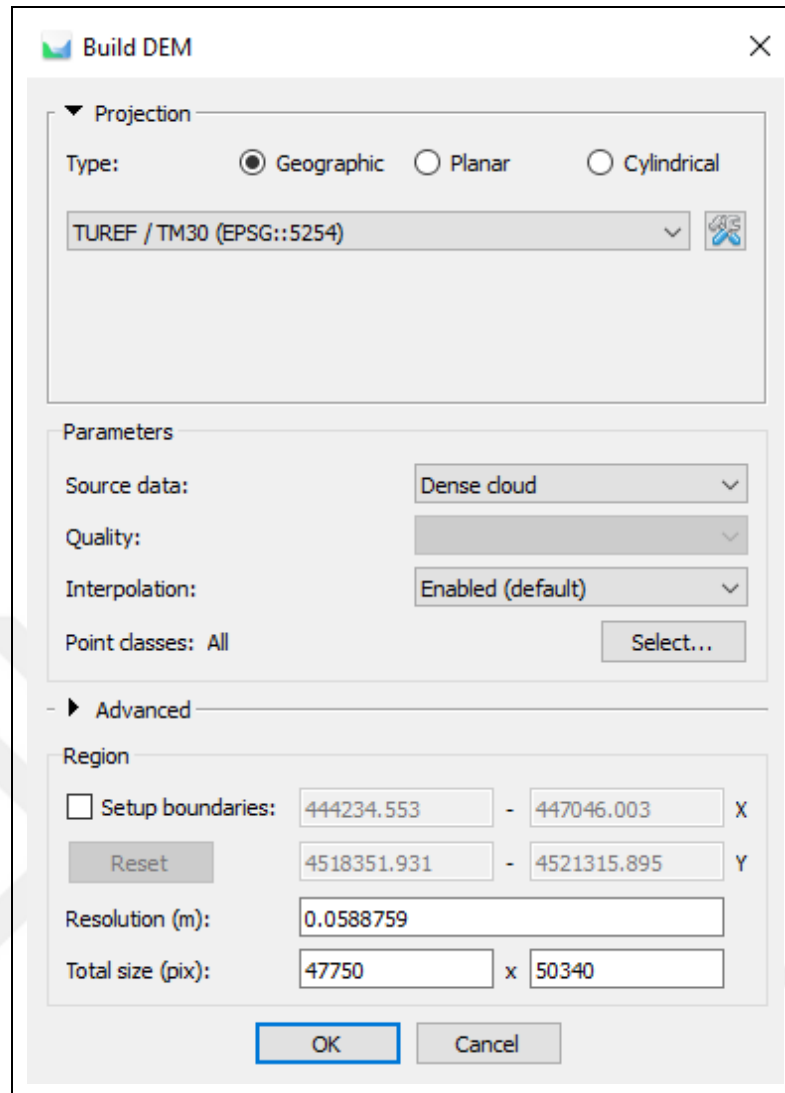 Build DEM
Projection
Type: Geographic Planar Cylindrical
TUREF / TM30 (EPSG::5254)
Parameters
Source data: Dense cloud
Quality:
Interpolation: Enabled (default)
Point classes: All Select...
Advanced
Region
Setup boundaries: 444234.553 - 447046.003 X
Reset 4518351.931 - 4521315.895 Y
Resolution (m): 0.0588759
Total size (pix): 47750 x 50340
OK Cancel